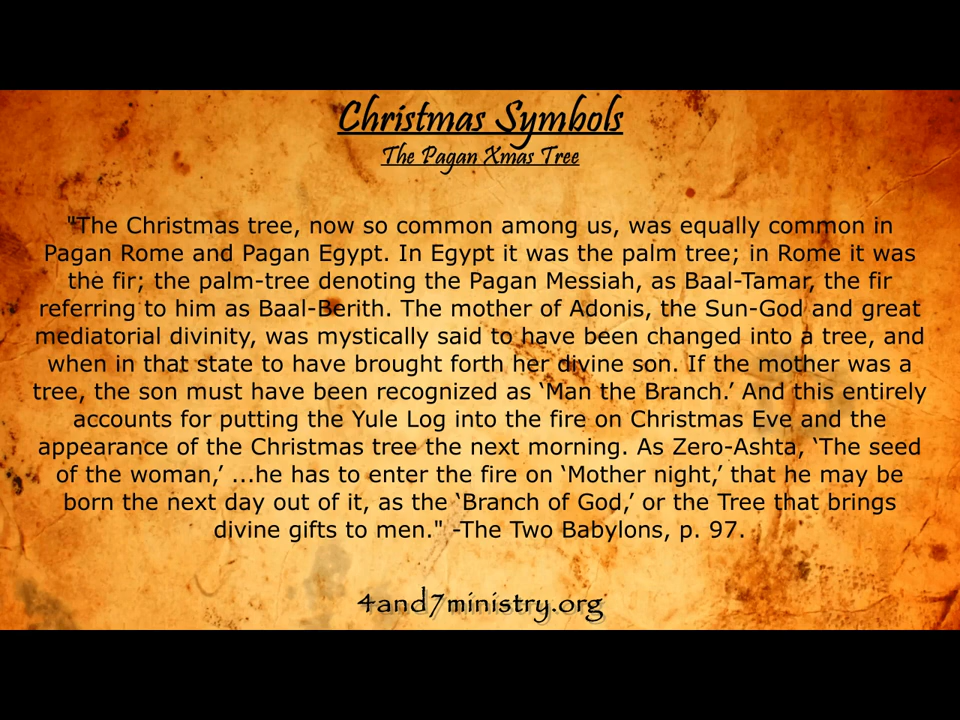 Christmas Symbols
The Pagan Xmas Tree
"The Christmas tree, now so common among us, was equally common in
Pagan Rome and Pagan Egypt. In Egypt it was the palm tree; in Rome it was
the fir; the palm-tree denoting the Pagan Messiah, as Baal-Tamar, the fir
referring to him as Baal-Berith. The mother of Adonis, the Sun-God and great
mediatorial divinity, was mystically said to have been changed into a tree, and
when in that state to have brought forth her divine son. If the mother was a
tree, the son must have been recognized as ‘Man the Branch.’ And this entirely
accounts for putting the Yule Log into the fire on Christmas Eve and the
appearance of the Christmas tree the next morning. As Zero-Ashta, ‘The seed
of the woman,’ ...he has to enter the fire on ‘Mother night,’ that he may be
born the next day out of it, as the ‘Branch of God,’ or the Tree that brings
divine gifts to men." -The Two Babylons, p. 97.
4and7ministry.org